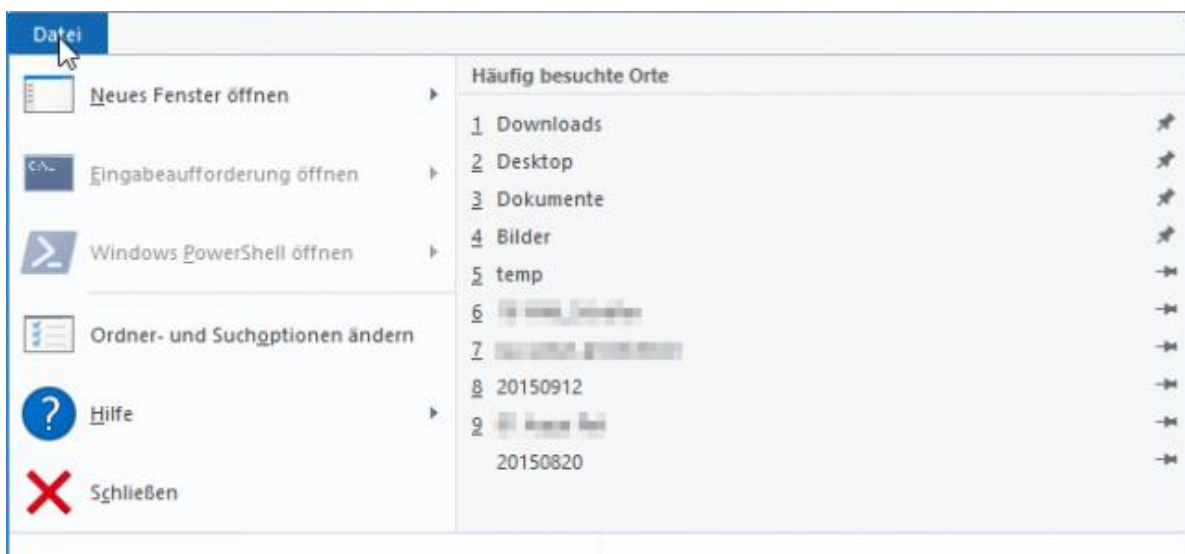 Datei
Neues Fenster öffnen
Eingabeaufforderung öffnen
Windows PowerShell öffnen
Ordner- und Suchoptionen ändern
Hilfe
Schließen
Häufig besuchte Orte
1 Downloads
2 Desktop
3 Dokumente
4 Bilder
5 temp
6
7
8 20150912
9
20150820